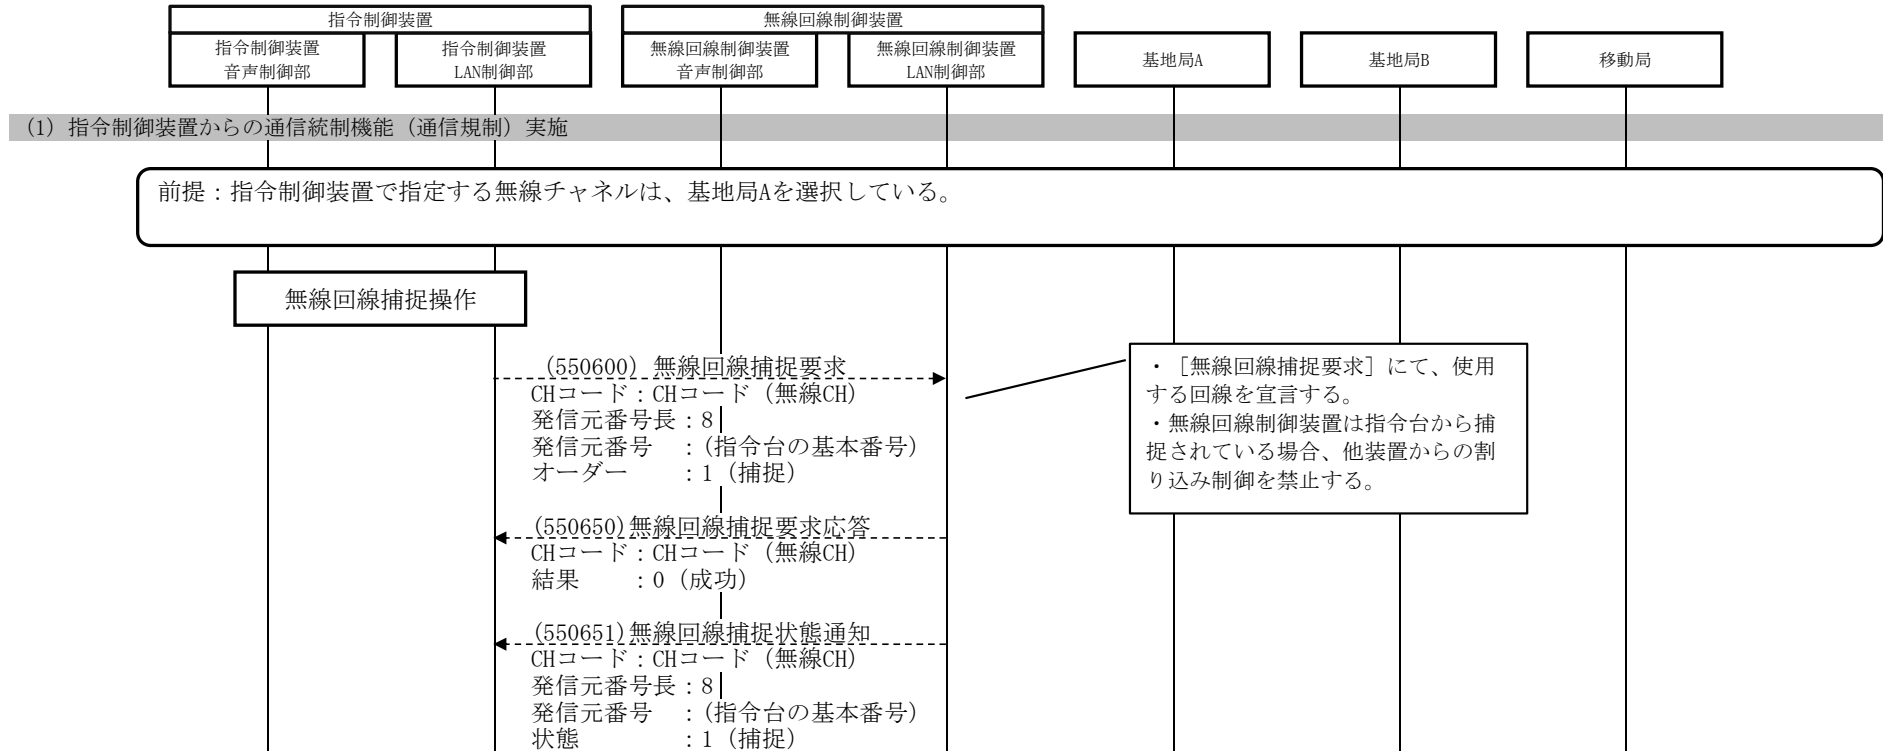 指令制御装置
無線回線制御装置
指令制御装置
音声制御部
指令制御装置
LAN制御部
無線回線制御装置
音声制御部
無線回線制御装置
LAN制御部
基地局A
基地局B
移動局
(1) 指令制御装置からの通信統制機能（通信規制）実施
前提：指令制御装置で指定する無線チャネルは、基地局Aを選択している。
無線回線捕捉操作
(550600) 無線回線捕捉要求
CHコード：CHコード（無線CH）
発信元番号長：8
発信元番号　：(指令台の基本番号)
オーダー　　：1（捕捉）
・［無線回線捕捉要求］にて、使用
する回線を宣言する。
・無線回線制御装置は指令台から捕
捉されている場合、他装置からの割
り込み制御を禁止する。
(550650)無線回線捕捉要求応答
CHコード：CHコード（無線CH）
結果　　：0（成功）
(550651)無線回線捕捉状態通知
CHコード：CHコード（無線CH）
発信元番号長：8
発信元番号　：(指令台の基本番号)
状態　　　　：1（捕捉）